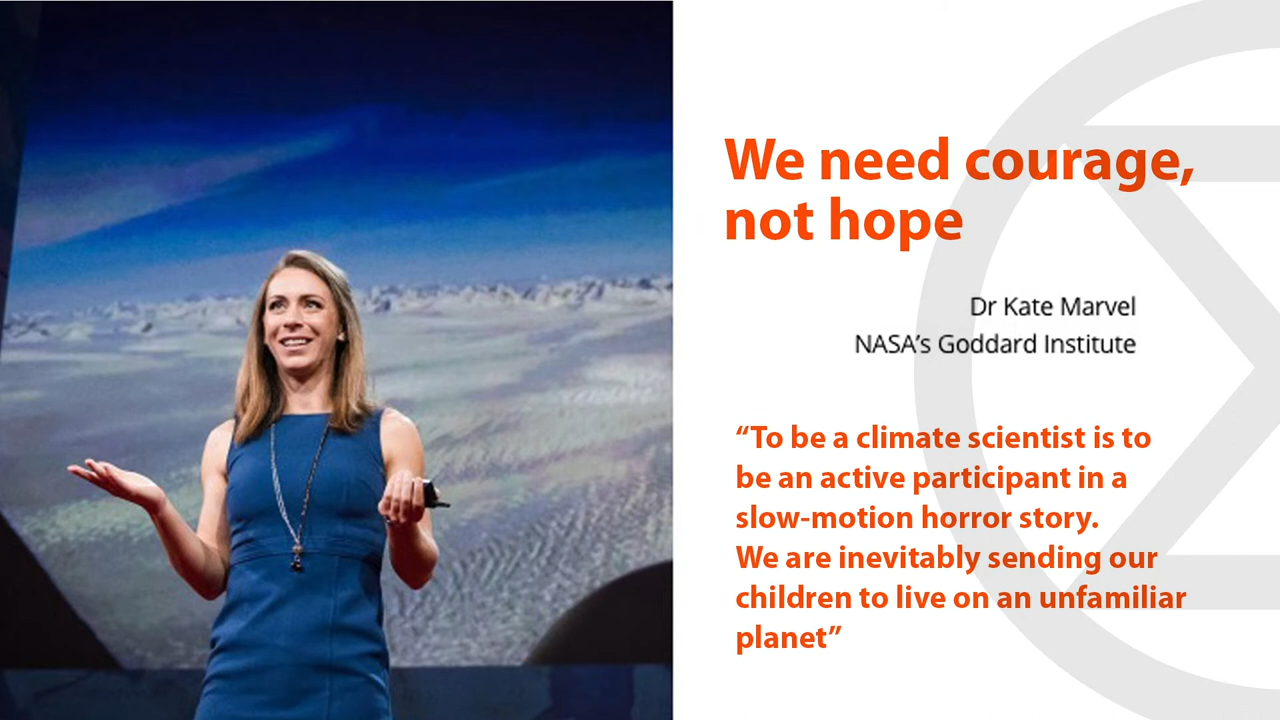 We need courage,
not hope
Dr Kate Marvel
NASA’s Goddard Institute
“To be a climate scientist is to
be an active participant in a
slow-motion horror story.
We are inevitably sending our
children to live on an unfamiliar
planet”